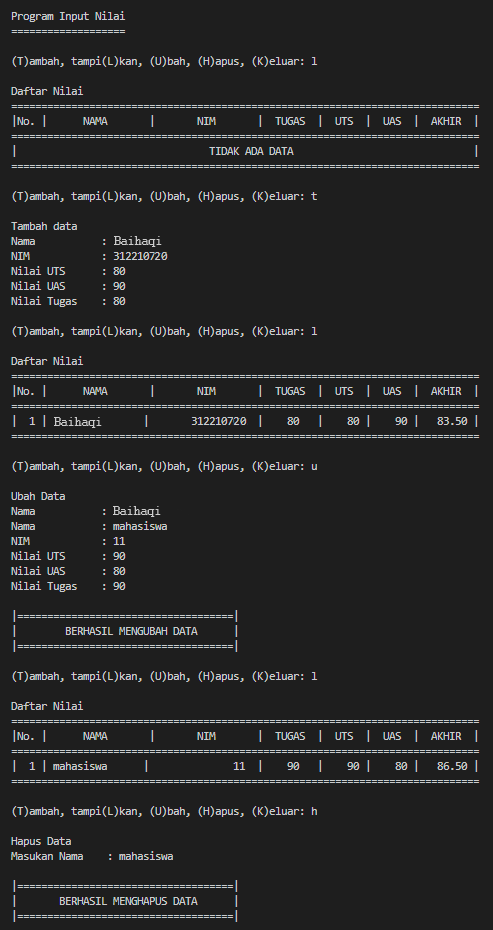 Program Input Nilai
===================
(T)ambah, tampi(L)kan, (U)bah, (H)apus, (K)eluar: l
Daftar Nilai
==============================================================================
|No. |      NAMA       |       NIM       |  TUGAS  |  UTS  |  UAS  |  AKHIR  |
==============================================================================
|                                TIDAK ADA DATA                              |
==============================================================================
(T)ambah, tampi(L)kan, (U)bah, (H)apus, (K)eluar: t
Tambah data
Nama           : Baihaqi
NIM            : 312210720
Nilai UTS      : 80
Nilai UAS      : 90
Nilai Tugas    : 80
(T)ambah, tampi(L)kan, (U)bah, (H)apus, (K)eluar: l
Daftar Nilai
==============================================================================
|No. |      NAMA       |       NIM       |  TUGAS  |  UTS  |  UAS  |  AKHIR  |
==============================================================================
|  1 | Baihaqi       |       312210720  |    80   |    80 |    90 |  83.50 |
==============================================================================
(T)ambah, tampi(L)kan, (U)bah, (H)apus, (K)eluar: u
Ubah Data
Nama           : Baihaqi
Nama           : mahasiswa
NIM            : 11
Nilai UTS      : 90
Nilai UAS      : 80
Nilai Tugas    : 90
|====================================|
|        BERHASIL MENGUBAH DATA      |
|====================================|
(T)ambah, tampi(L)kan, (U)bah, (H)apus, (K)eluar: l
Daftar Nilai
==============================================================================
|No. |      NAMA       |       NIM       |  TUGAS  |  UTS  |  UAS  |  AKHIR  |
==============================================================================
|  1 | mahasiswa      |              11  |    90   |    90 |    80 |  86.50 |
==============================================================================
(T)ambah, tampi(L)kan, (U)bah, (H)apus, (K)eluar: h
Hapus Data
Masukan Nama    : mahasiswa
|====================================|
|       BERHASIL MENGHAPUS DATA      |
|====================================|